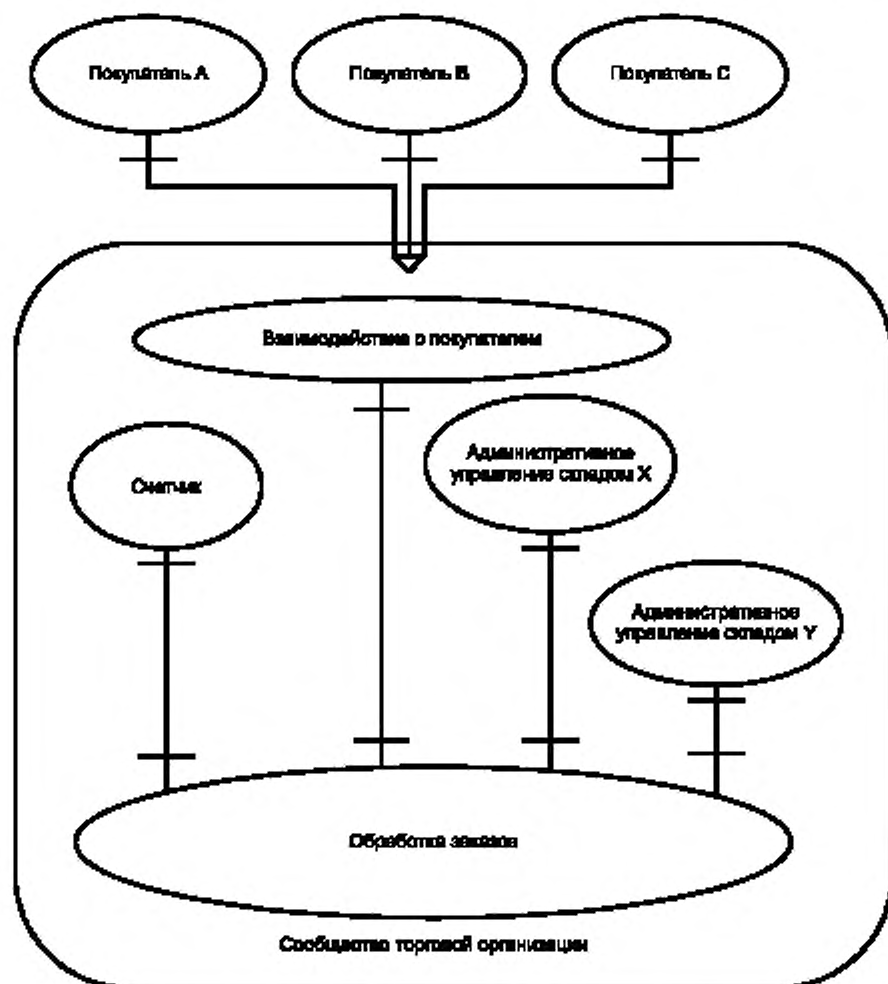 Покупатель A
Покупатель B
Покупатель C
Взаимодействие с покупателем
Счетчик
Административное
управление складом X
Административное
управление складом Y
Обработка заказов
Сообщество торговой организации